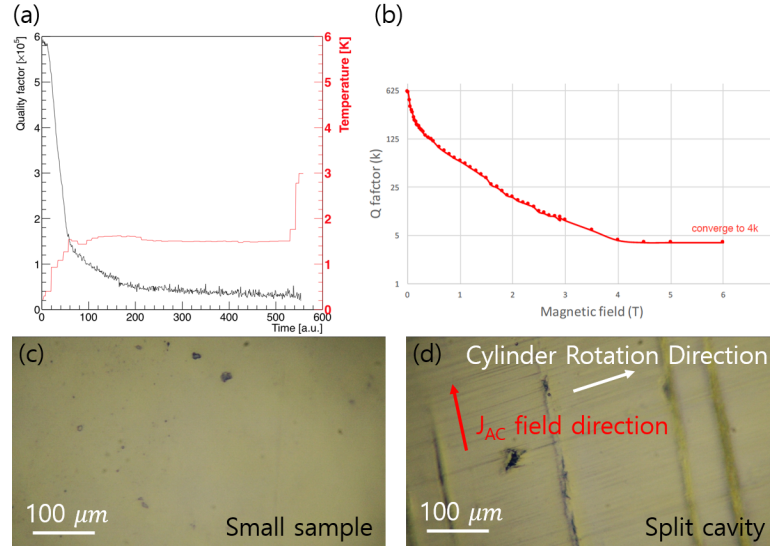 (a)
Quality factor [×10⁵]
Temperature [K]
6
5
4
3
2
1
0
6
5
4
3
2
1
0
0 100 200 300 400 500 600
Time [a.u.]
(b)
Q fafctor (k)
625
125
25
5
1
converge to 4k
0 1 2 3 4 5 6
Magnetic field (T)
(c)
100 μm
Small sample
(d)
Cylinder Rotation Direction
J_AC field direction
100 μm
Split cavity